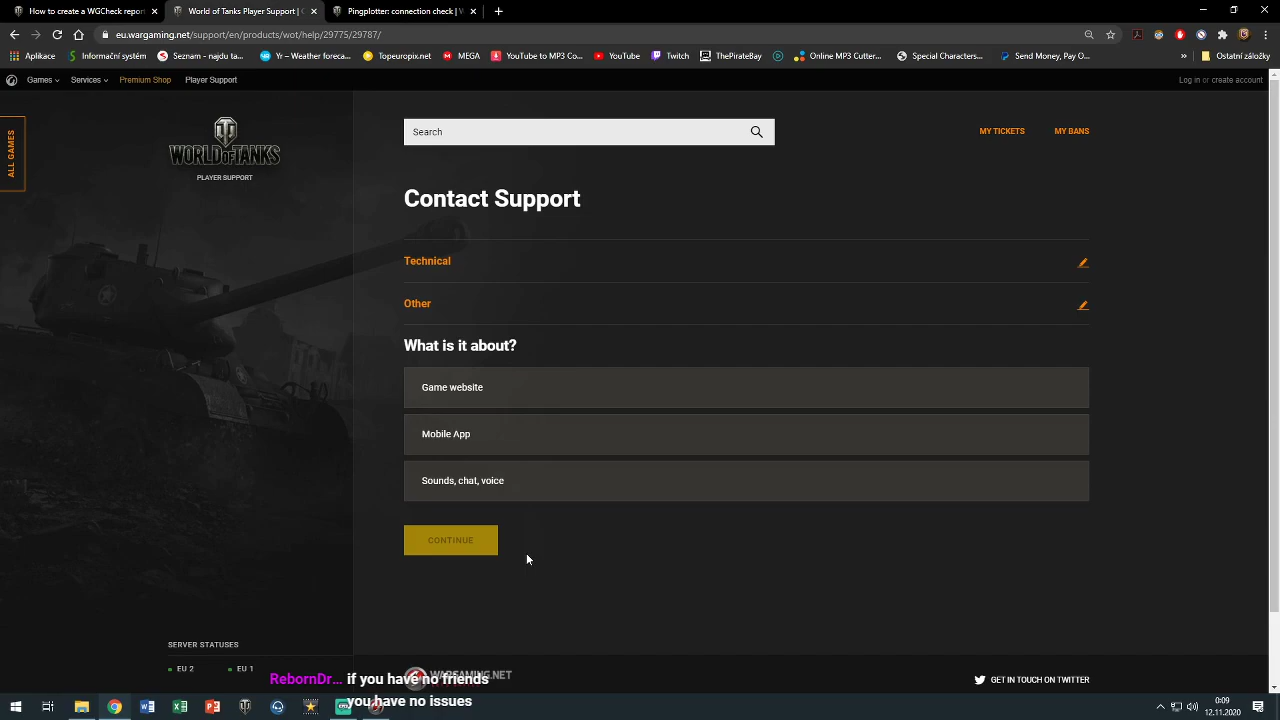 How to create a WGCheck report:
Player Support | World of Tanks
Pinn check not launching | 
eu.wargaming.net/support/en/products/wot/help/29775/29787/
Aplikace
Seznam – najdu ta...
Y – Weather foreca...
Topeuropix.net
MEGA
YouTube to MP3 Co...
YouTube
Twitch
ThePirateBay
Online MP3 Cutter...
Special Characters...
Send Money, Pay O...
»
Ostatní záložky
Games
Services
Premium Shop
Player Support
Log in or create account
ALL GAMES
WORLD OF TANKS
PLAYER SUPPORT
Search
MY TICKETS
MY BANS
Contact Support
Technical
Other
What is it about?
Game website
Mobile App
Sounds, chat, voice
CONTINUE
SERVER STATUSES
EU 2
EU 1
WARGAMING.NET
GET IN TOUCH ON TWITTER
RebornDr... if you have no friends
you have no issues
0:09
12.11.2020